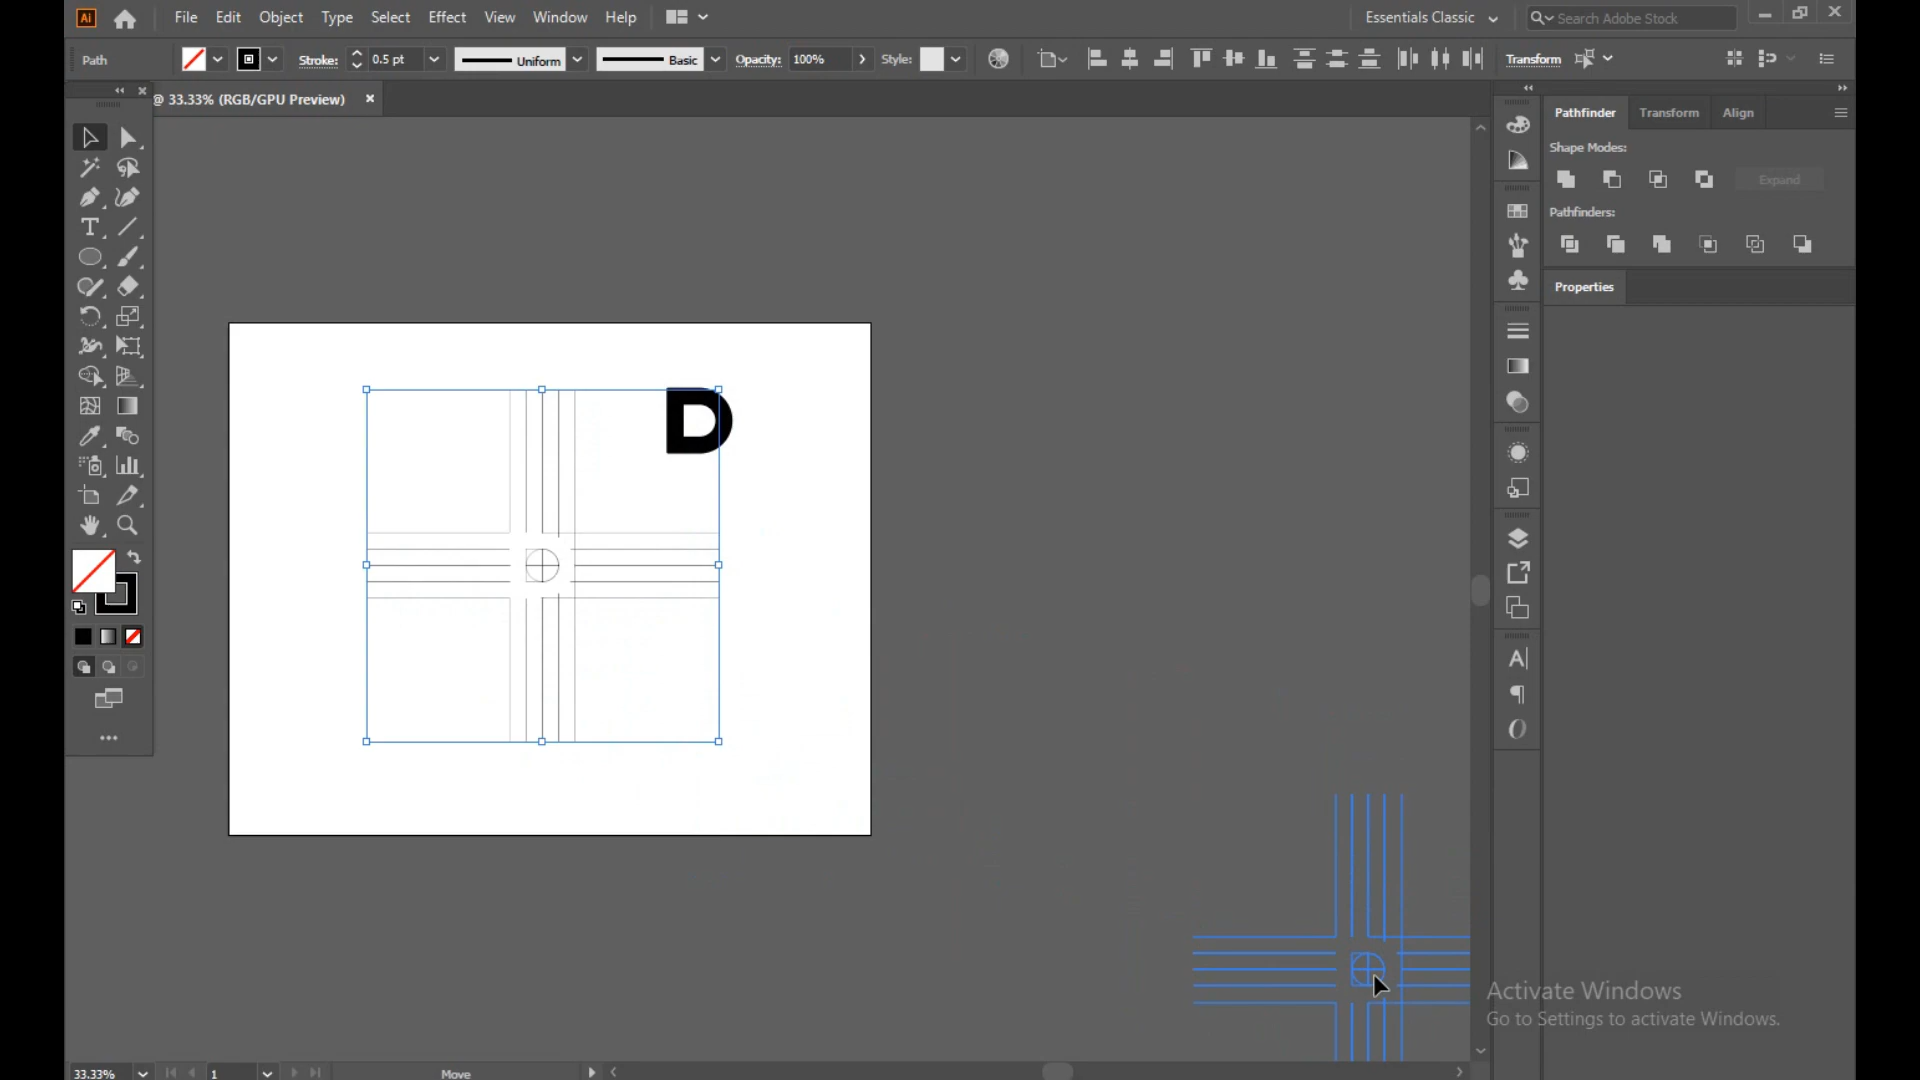 Ai File Edit Object Type Select Effect View Window Help Essentials Classic Search Adobe Stock
Path Stroke: 0.5 pt Uniform Basic Opacity: 100% Style: Transform
@ 33.33% (RGB/GPU Preview)
Pathfinder Transform Align
Shape Modes:
Expand
Pathfinders:
Properties
D
Activate Windows
Go to Settings to activate Windows.
33.33% 1 Move